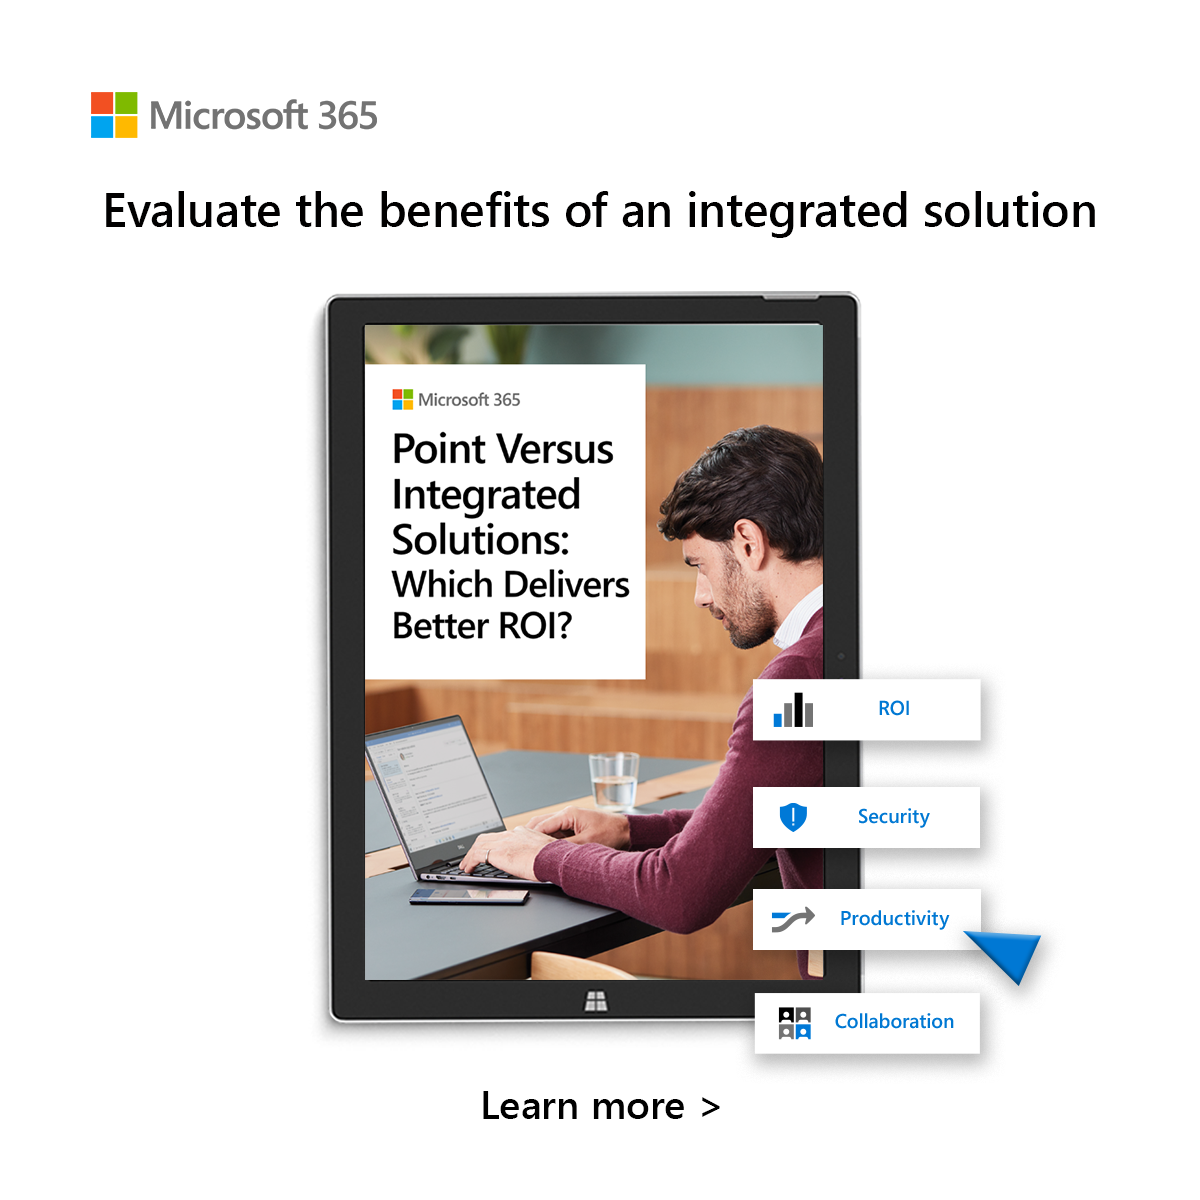 Microsoft 365
Evaluate the benefits of an integrated solution
Microsoft 365
Point Versus
Integrated
Solutions:
Which Delivers
Better ROI?
ROI
Security
Productivity
Collaboration
Learn more >